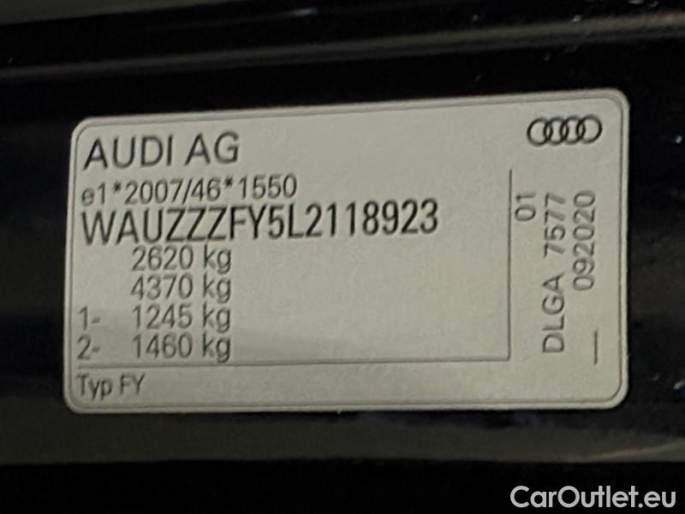 AUDI AG
e1*2007/46*1550
WAUZZZFY5L2118923
2620 kg
4370 kg
1- 1245 kg
2- 1460 kg
Typ FY
01
DLGA 7577
092020
CarOutlet.eu